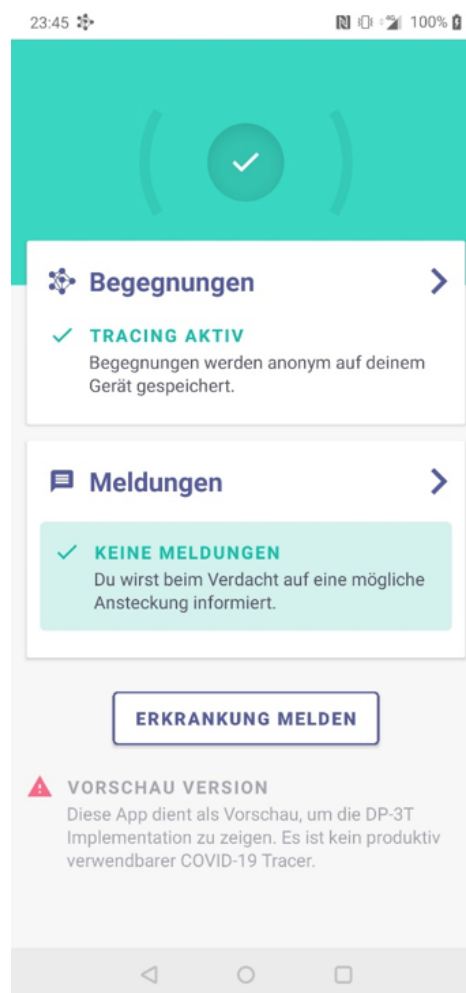 23:45 100%
Begegnungen
TRACING AKTIV
Begegnungen werden anonym auf deinem
Gerät gespeichert.
Meldungen
KEINE MELDUNGEN
Du wirst beim Verdacht auf eine mögliche
Ansteckung informiert.
ERKRANKUNG MELDEN
VORSCHAU VERSION
Diese App dient als Vorschau, um die DP-3T
Implementation zu zeigen. Es ist kein produktiv
verwendbarer COVID-19 Tracer.